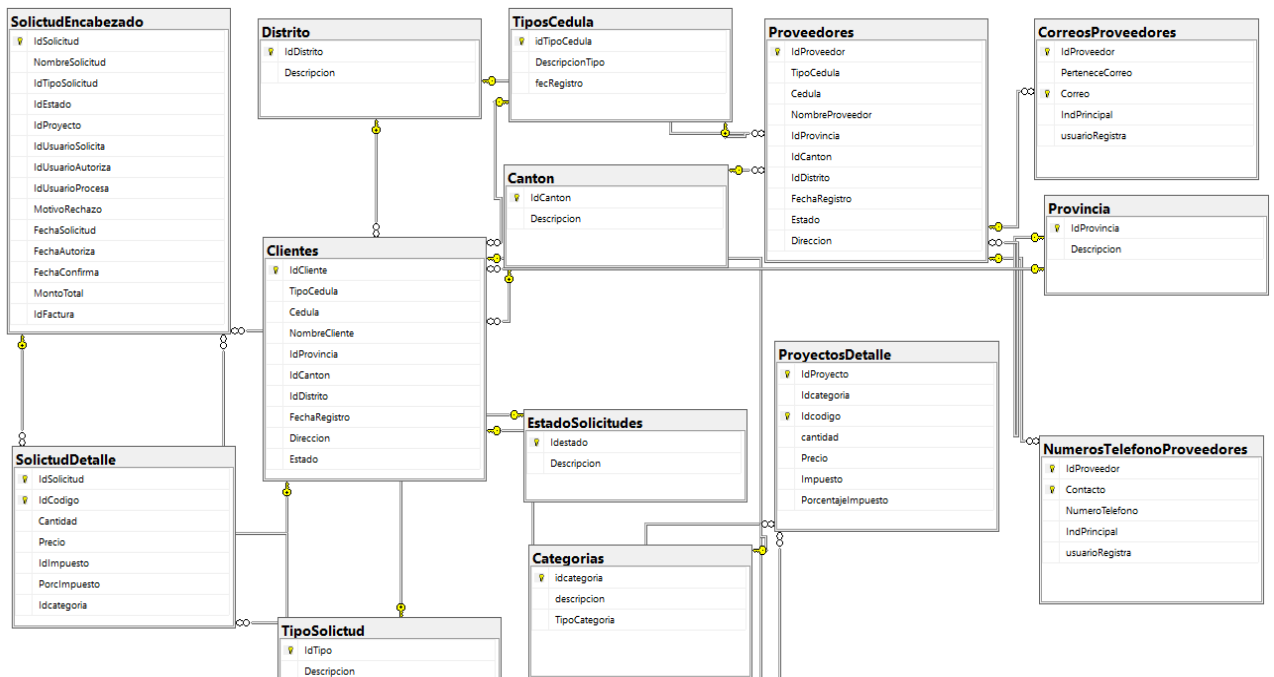 SolictudEncabezado
IdSolicitud
NombreSolicitud
IdTipoSolicitud
IdEstado
IdProyecto
IdUsuarioSolicita
IdUsuarioAutoriza
IdUsuarioProcesa
MotivoRechazo
FechaSolicitud
FechaAutoriza
FechaConfirma
MontoTotal
IdFactura
Distrito
IdDistrito
Descripcion
TiposCedula
idTipoCedula
DescripcionTipo
fecRegistro
Proveedores
IdProveedor
TipoCedula
Cedula
NombreProveedor
IdProvincia
IdCanton
IdDistrito
FechaRegistro
Estado
Direccion
CorreosProveedores
IdProveedor
PerteneceCorreo
Correo
IndPrincipal
usuarioRegistra
Canton
IdCanton
Descripcion
Provincia
IdProvincia
Descripcion
Clientes
IdCliente
TipoCedula
Cedula
NombreCliente
IdProvincia
IdCanton
IdDistrito
FechaRegistro
Direccion
Estado
ProyectosDetalle
IdProyecto
Idcategoria
Idcodigo
cantidad
Precio
Impuesto
PorcentajeImpuesto
EstadoSolicitudes
Idestado
Descripcion
SolictudDetalle
IdSolicitud
IdCodigo
Cantidad
Precio
IdImpuesto
PorcImpuesto
Idcategoria
NumerosTelefonoProveedores
IdProveedor
Contacto
NumeroTelefono
IndPrincipal
usuarioRegistra
Categorias
idcategoria
descripcion
TipoCategoria
TipoSolictud
IdTipo
Descripcion